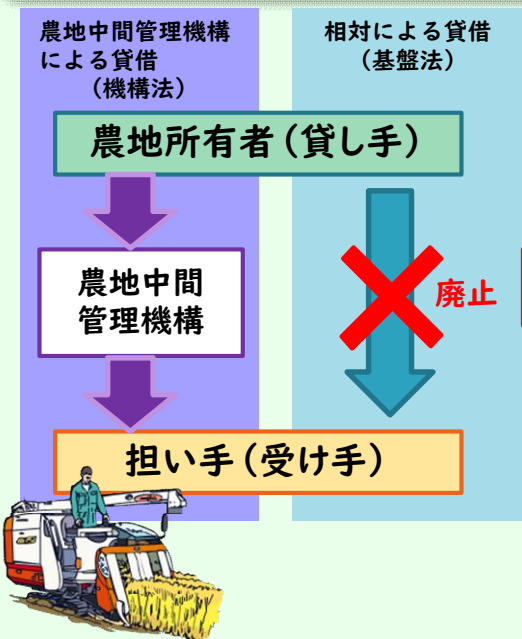 農地中間管理機構
による貸借
（機構法）
相対による貸借
（基盤法）
農地所有者（貸し手）
農地中間
管理機構
廃止
担い手（受け手）